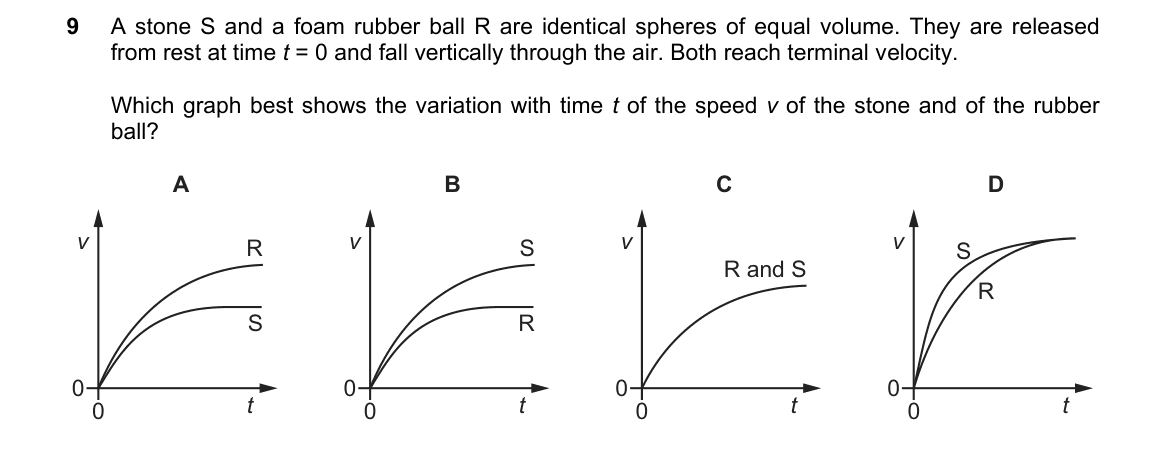 9 A stone S and a foam rubber ball R are identical spheres of equal volume. They are released
from rest at time t = 0 and fall vertically through the air. Both reach terminal velocity.
Which graph best shows the variation with time t of the speed v of the stone and of the rubber
ball?
A B C D
v R S 0 0 t
v S R 0 0 t
v R and S 0 0 t
v S R 0 0 t